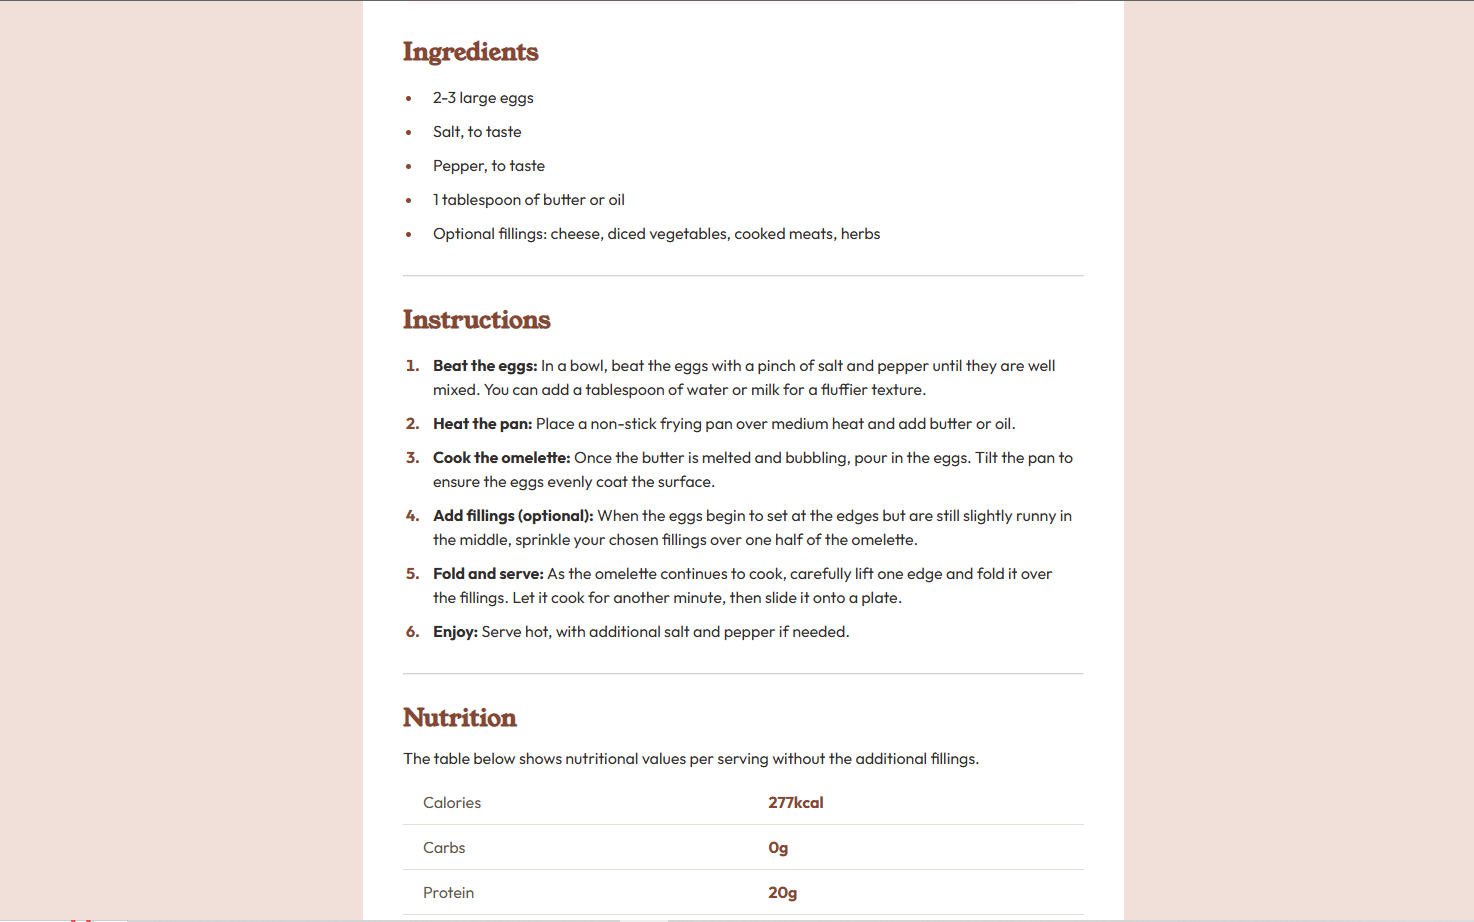 Ingredients
• 2-3 large eggs
• Salt, to taste
• Pepper, to taste
• 1 tablespoon of butter or oil
• Optional fillings: cheese, diced vegetables, cooked meats, herbs
Instructions
1. Beat the eggs: In a bowl, beat the eggs with a pinch of salt and pepper until they are well
mixed. You can add a tablespoon of water or milk for a fluffier texture.
2. Heat the pan: Place a non-stick frying pan over medium heat and add butter or oil.
3. Cook the omelette: Once the butter is melted and bubbling, pour in the eggs. Tilt the pan to
ensure the eggs evenly coat the surface.
4. Add fillings (optional): When the eggs begin to set at the edges but are still slightly runny in
the middle, sprinkle your chosen fillings over one half of the omelette.
5. Fold and serve: As the omelette continues to cook, carefully lift one edge and fold it over
the fillings. Let it cook for another minute, then slide it onto a plate.
6. Enjoy: Serve hot, with additional salt and pepper if needed.
Nutrition
The table below shows nutritional values per serving without the additional fillings.
Calories 277kcal
Carbs 0g
Protein 20g